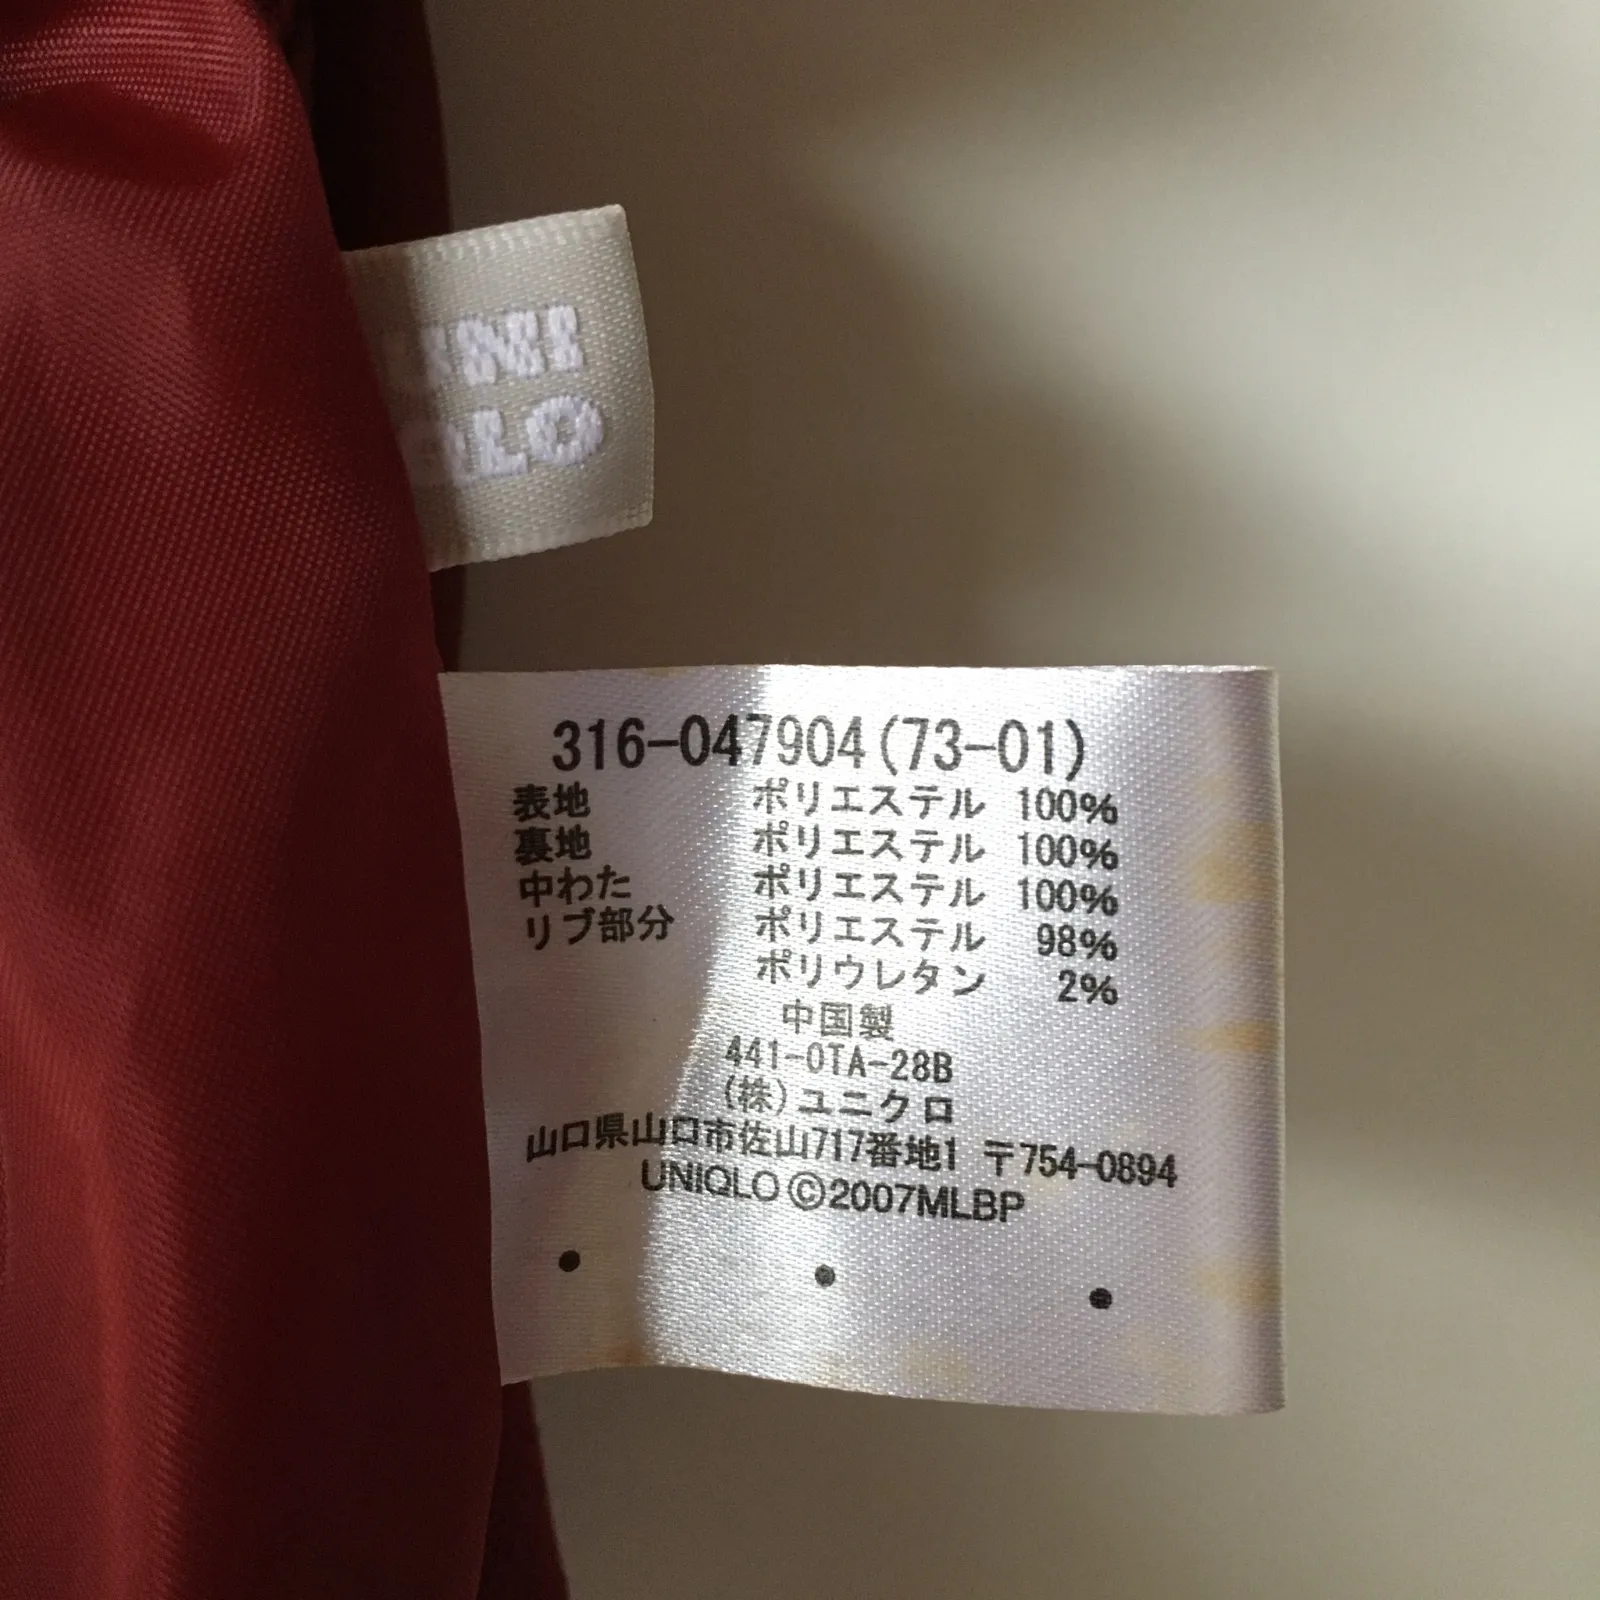 UNI
QLO
316-047904(73-01)
表地 ポリエステル 100%
裏地 ポリエステル 100%
中わた ポリエステル 100%
リブ部分 ポリエステル 98%
ポリウレタン 2%
中国製
441-0TA-28B
(株)ユニクロ
山口県山口市佐山717番地1 〒754-0894
UNIQLO©2007MLBP